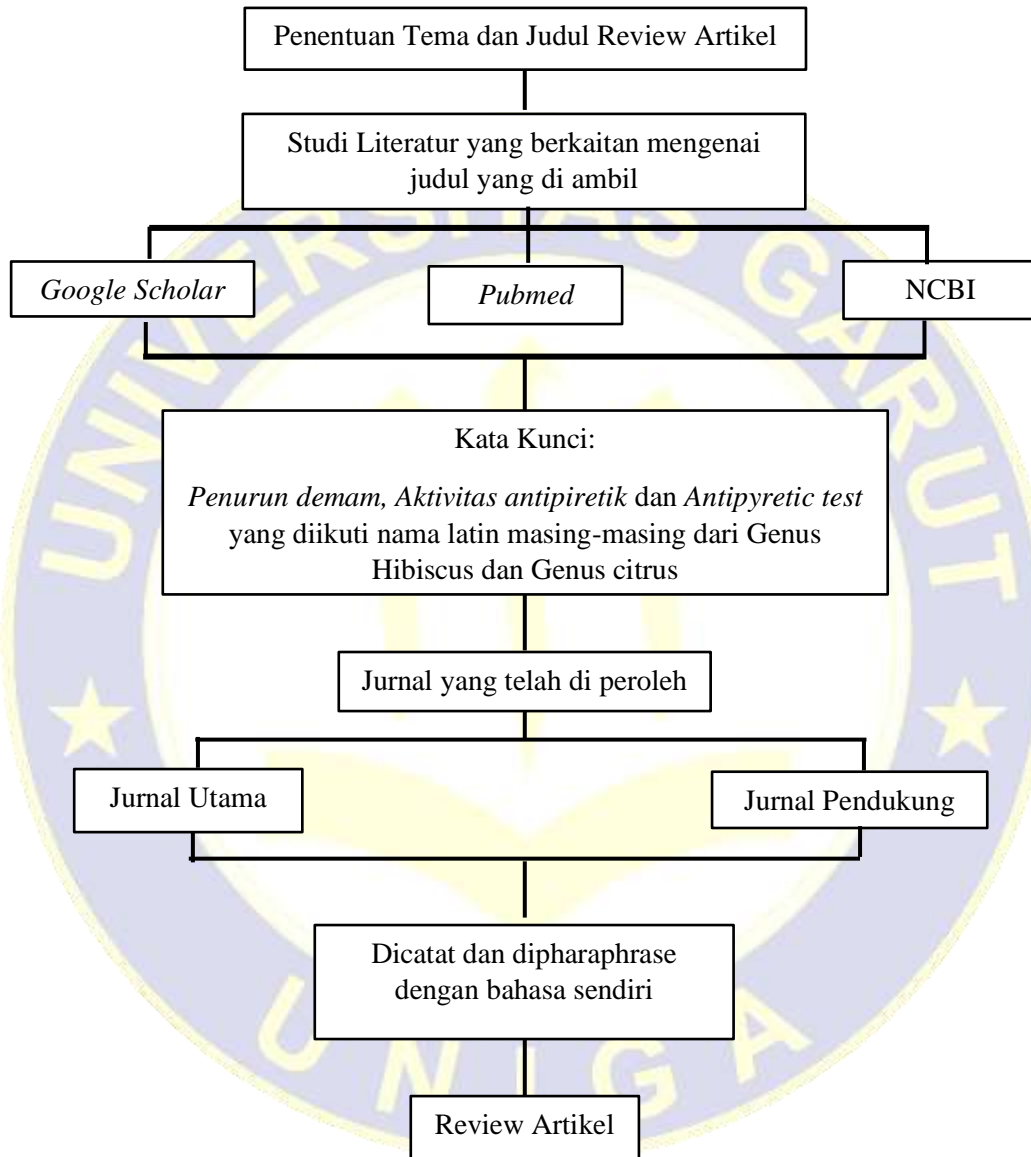 Penentuan Tema dan Judul Review Artikel
Studi Literatur yang berkaitan mengenai
judul yang di ambil
Google Scholar
Pubmed
NCBI
Kata Kunci:
Penurun demam, Aktivitas antipiretik dan Antipyretic test
yang diikuti nama latin masing-masing dari Genus
Hibiscus dan Genus citrus
Jurnal yang telah di peroleh
Jurnal Utama
Jurnal Pendukung
Dicatat dan dipharaphrase
dengan bahasa sendiri
Review Artikel
UNIVERSITAS GARUT
UNIGA